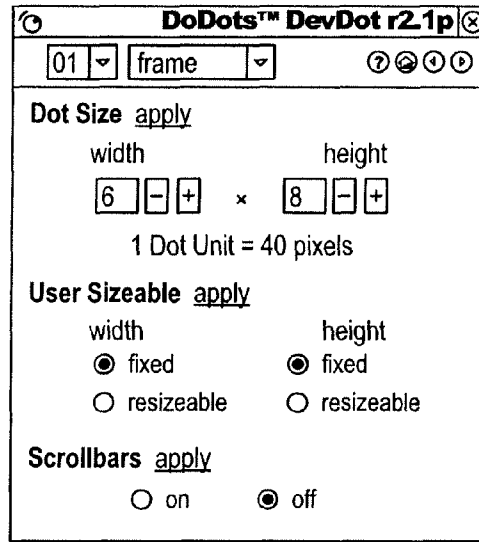 DoDots™ DevDot r2.1p
01 frame ?
Dot Size apply
width height
6 - + × 8 - +
1 Dot Unit = 40 pixels
User Sizeable apply
width height
fixed fixed
resizeable resizeable
Scrollbars apply
on off